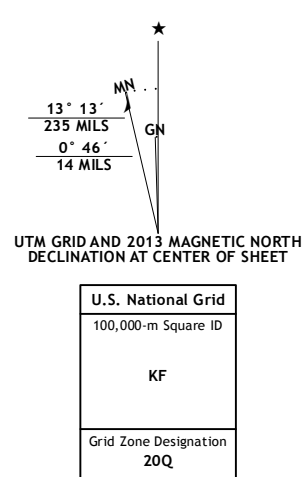 ★
MN
13° 13´
235 MILS
GN
0° 46´
14 MILS
UTM GRID AND 2013 MAGNETIC NORTH
DECLINATION AT CENTER OF SHEET
U.S. National Grid
100,000-m Square ID
KF
Grid Zone Designation
20Q